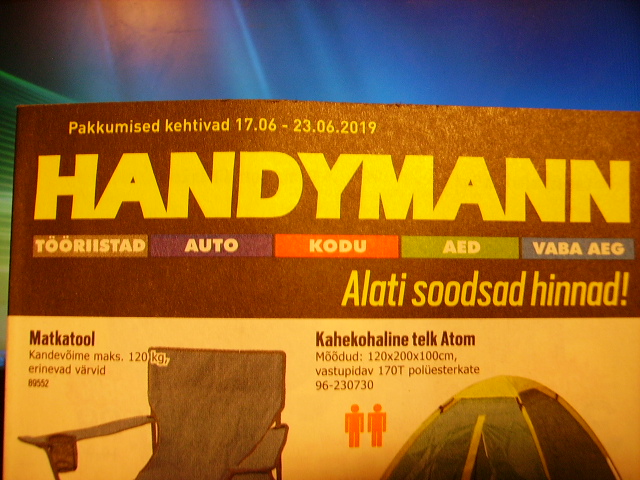 Pakkumised kehtivad 17.06 - 23.06.2019
HANDYMANN
TÖÖRIISTAD AUTO KODU AED VABA AEG
Alati soodsad hinnad!
Matkatool
Kandevõime maks. 120 kg,
erinevad värvid
89552
Kahekohaline telk Atom
Mõõdud: 120x200x100cm,
vastupidav 170T polüesterkate
96-230730